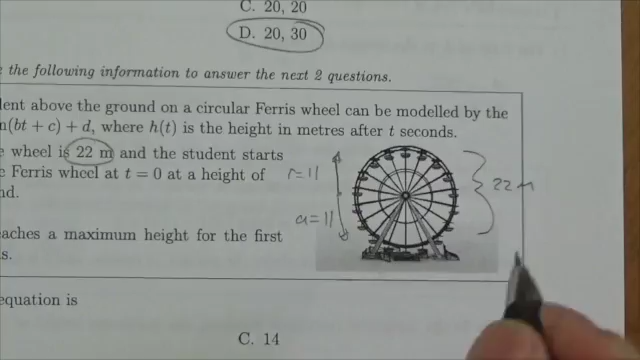 C. 20, 20
D. 20, 30
the following information to answer the next 2 questions.
dent above the ground on a circular Ferris wheel can be modelled by the
n(bt + c) + d, where h(t) is the height in metres after t seconds.
e wheel is 22 m and the student starts
e Ferris wheel at t = 0 at a height of
nd.
r=11
22 m
a=11
eaches a maximum height for the first
s.
equation is
C. 14